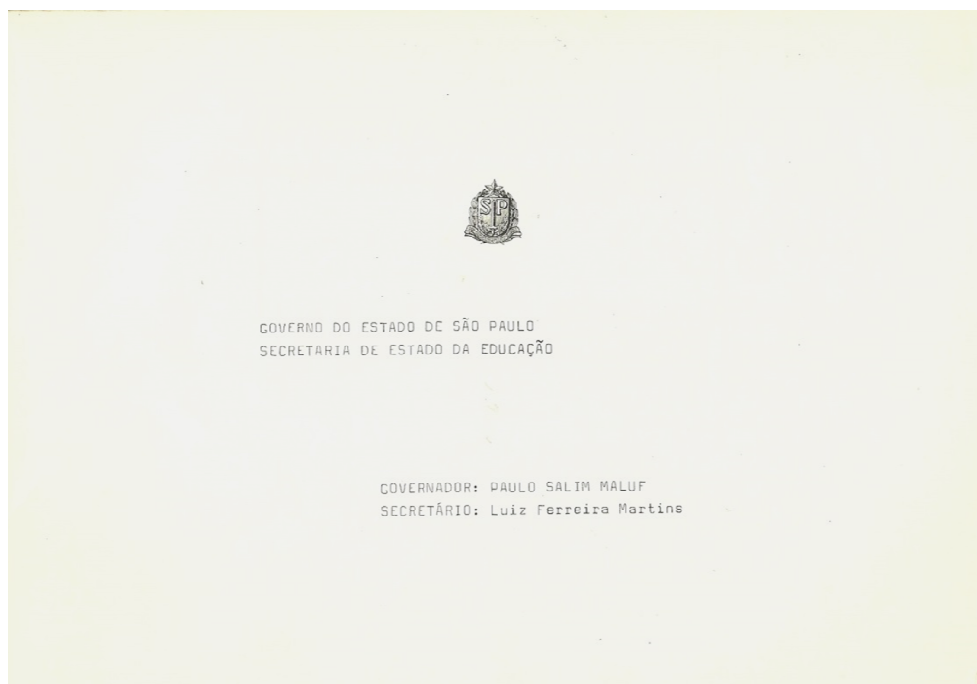 SP
GOVERNO DO ESTADO DE SÃO PAULO
SECRETARIA DE ESTADO DA EDUCAÇÃO
GOVERNADOR: PAULO SALIM MALUF
SECRETÁRIO: Luiz Ferreira Martins